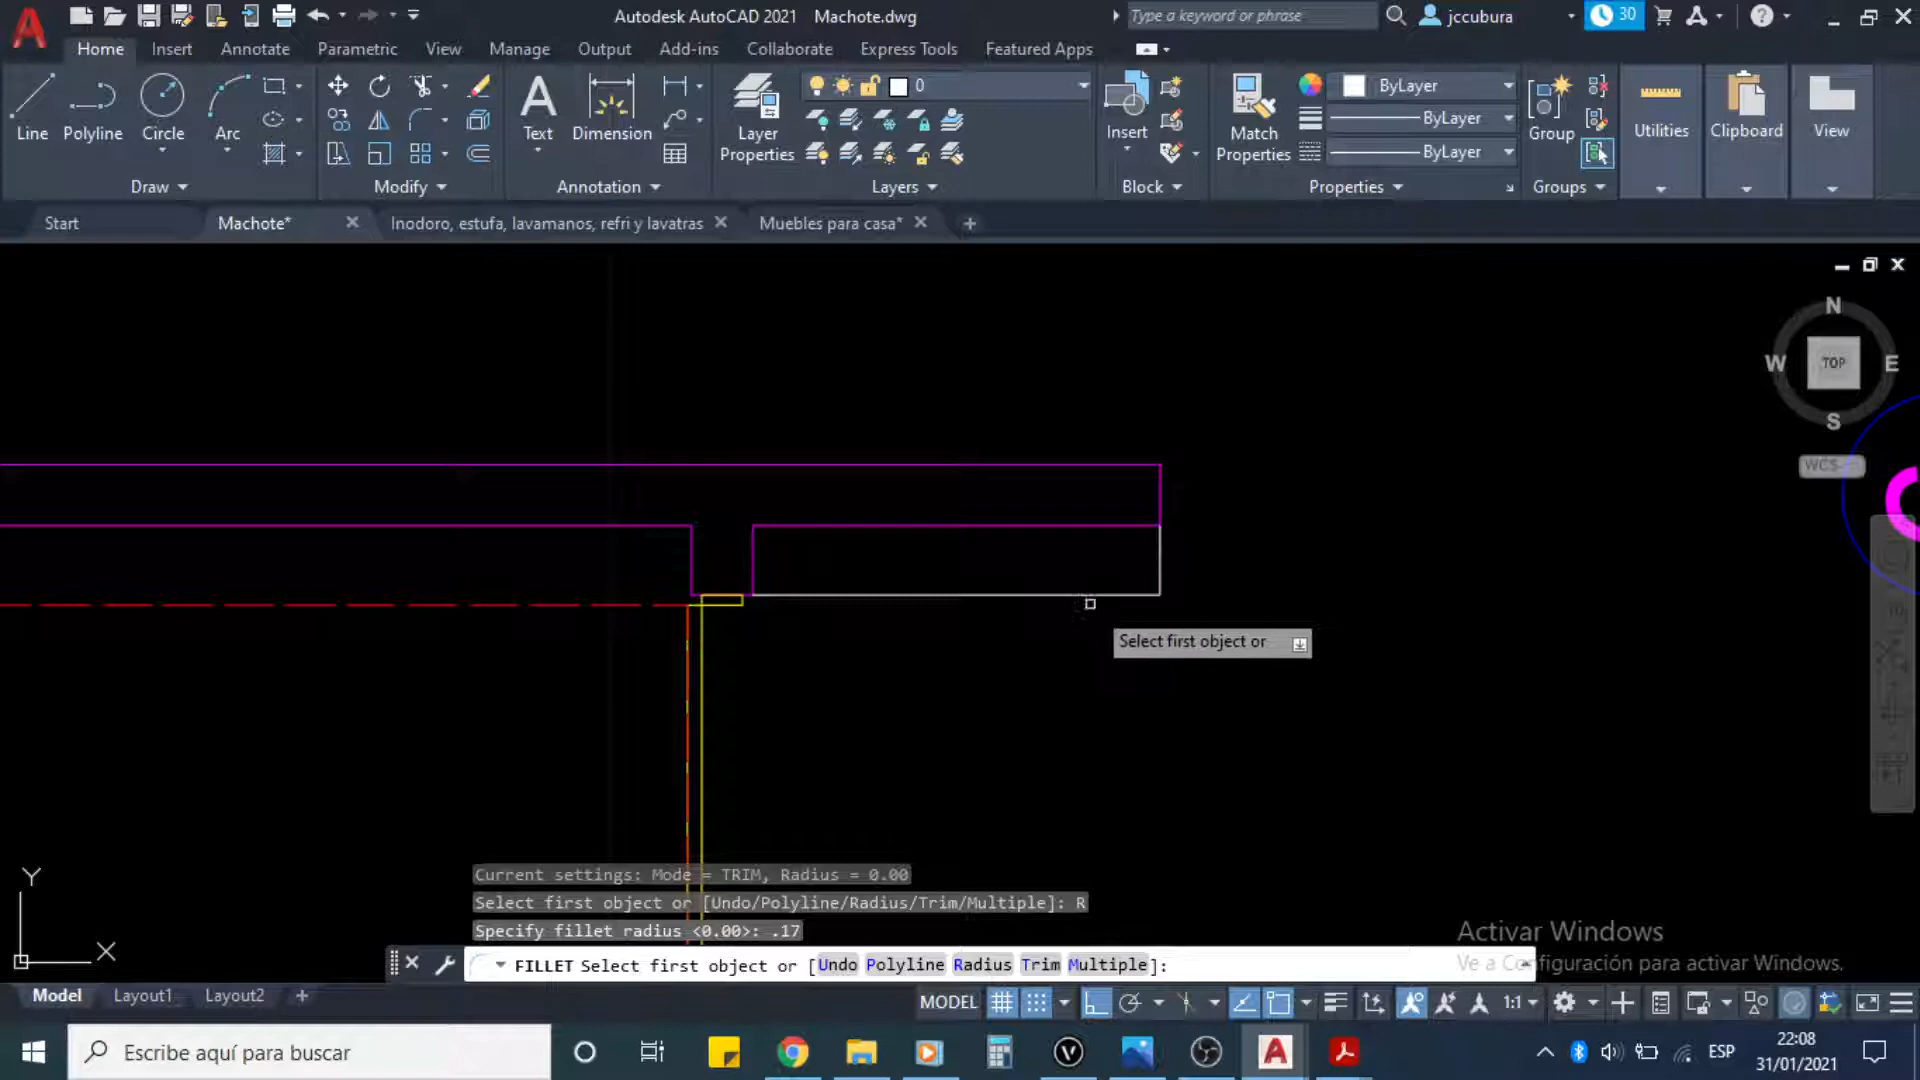 Autodesk AutoCAD 2021 Machote.dwg
Type a keyword or phrase
jccubura
30
Home Insert Annotate Parametric View Manage Output Add-ins Collaborate Express Tools Featured Apps
0
ByLayer
ByLayer
ByLayer
Line Polyline Circle Arc
Text Dimension
Layer Properties
Insert
Match Properties
Group
Utilities
Clipboard
View
Draw Modify Annotation Layers Block Properties Groups
Start Machote* Inodoro, estufa, lavamanos, refri y lavatras Muebles para casa*
N
W TOP E
S
WCS
Select first object or
Y
X
Current settings: Mode = TRIM, Radius = 0.00
Select first object or [Undo/Polyline/Radius/Trim/Multiple]: R
Specify fillet radius <0.00>: .17
FILLET Select first object or [Undo Polyline Radius Trim Multiple]:
Activar Windows
Ve a Configuración para activar Windows.
Model Layout1 Layout2
MODEL 1:1
Escribe aquí para buscar
ESP
22:08
31/01/2021